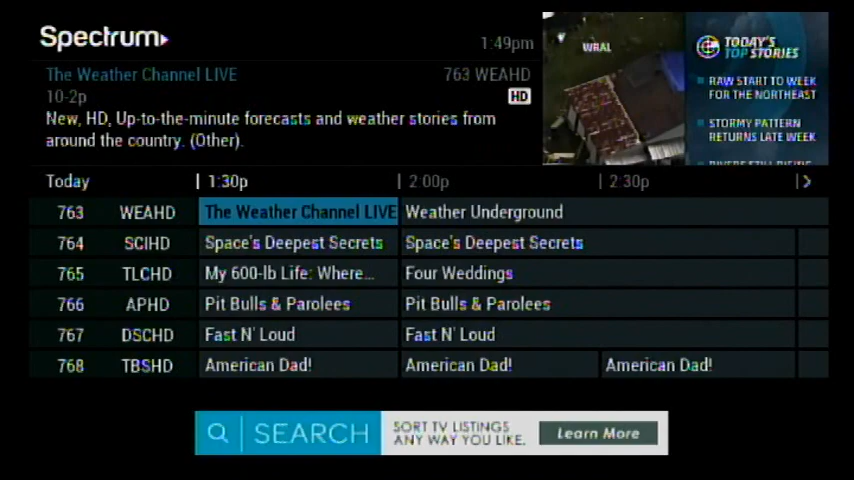 Spectrum
1:49pm
The Weather Channel LIVE
763 WEAHD
10-2p
HD
New, HD, Up-to-the-minute forecasts and weather stories from
around the country. (Other).
WRAL
TODAY'S
TOP STORIES
RAW START TO WEEK
FOR THE NORTHEAST
STORMY PATTERN
RETURNS LATE WEEK
Today 1:30p 2:00p 2:30p
763 WEAHD The Weather Channel LIVE Weather Underground
764 SCIHD Space's Deepest Secrets Space's Deepest Secrets
765 TLCHD My 600-lb Life: Where... Four Weddings
766 APHD Pit Bulls & Parolees Pit Bulls & Parolees
767 DSCHD Fast N' Loud Fast N' Loud
768 TBSHD American Dad! American Dad! American Dad!
SEARCH
SORT TV LISTINGS
ANY WAY YOU LIKE.
Learn More